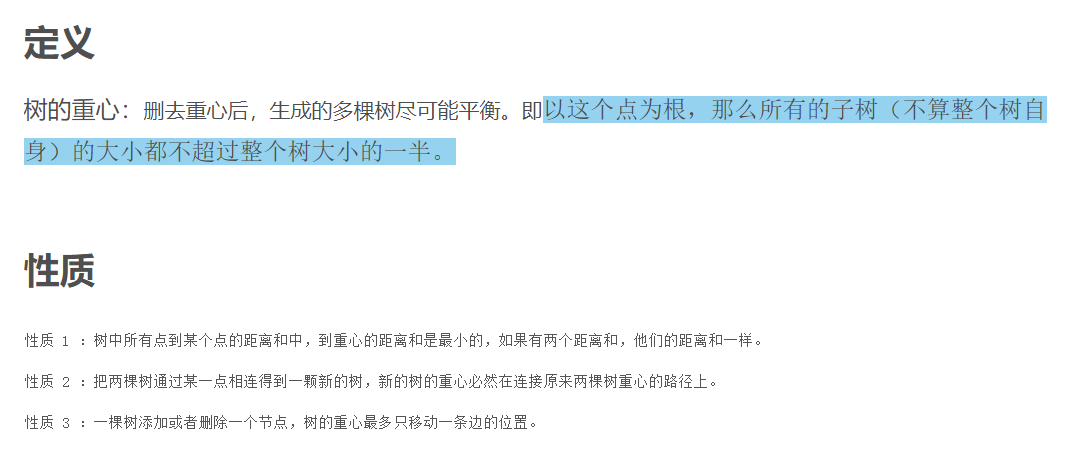 定义
树的重心：删去重心后，生成的多棵树尽可能平衡。即以这个点为根，那么所有的子树（不算整个树自
身）的大小都不超过整个树大小的一半。
性质
性质 1 ：树中所有点到某个点的距离和中，到重心的距离和是最小的，如果有两个距离和，他们的距离和一样。
性质 2 ：把两棵树通过某一点相连得到一颗新的树，新的树的重心必然在连接原来两棵树重心的路径上。
性质 3 ：一棵树添加或者删除一个节点，树的重心最多只移动一条边的位置。